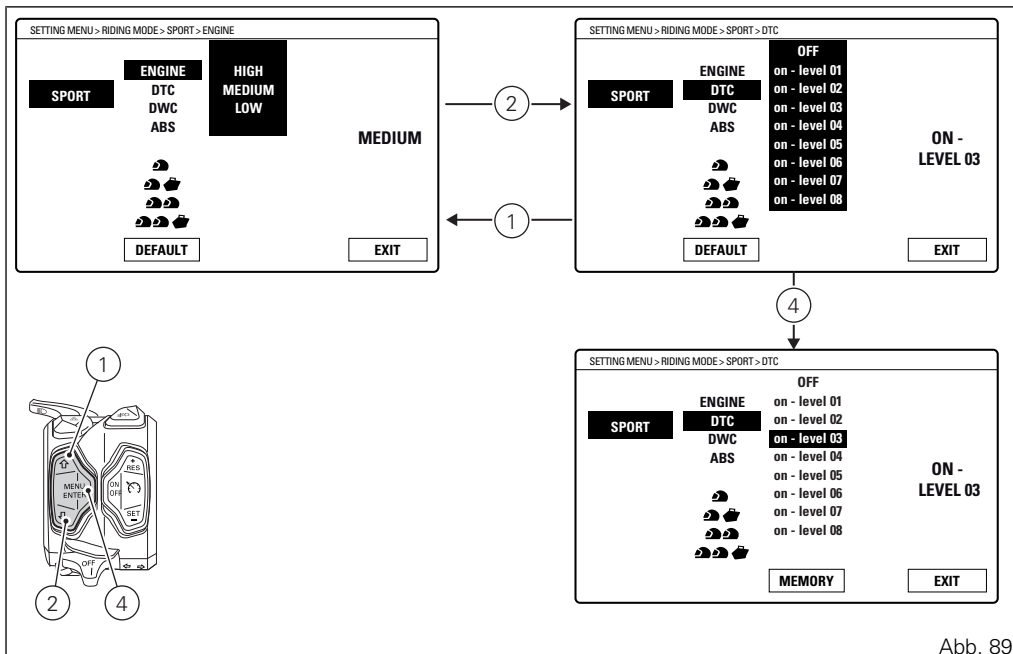 SETTING MENU > RIDING MODE > SPORT > ENGINE
SPORT
ENGINE
DTC
DWC
ABS
HIGH
MEDIUM
LOW
MEDIUM
DEFAULT
EXIT
2
1
SETTING MENU > RIDING MODE > SPORT > DTC
SPORT
ENGINE
DTC
DWC
ABS
OFF
on - level 01
on - level 02
on - level 03
on - level 04
on - level 05
on - level 06
on - level 07
on - level 08
ON -
LEVEL 03
DEFAULT
EXIT
4
SETTING MENU > RIDING MODE > SPORT > DTC
SPORT
ENGINE
DTC
DWC
ABS
OFF
on - level 01
on - level 02
on - level 03
on - level 04
on - level 05
on - level 06
on - level 07
on - level 08
ON -
LEVEL 03
MEMORY
EXIT
1
MENU
ENTER
ON
OFF
+
RES
SET
–
OFF
2
4
Abb. 89